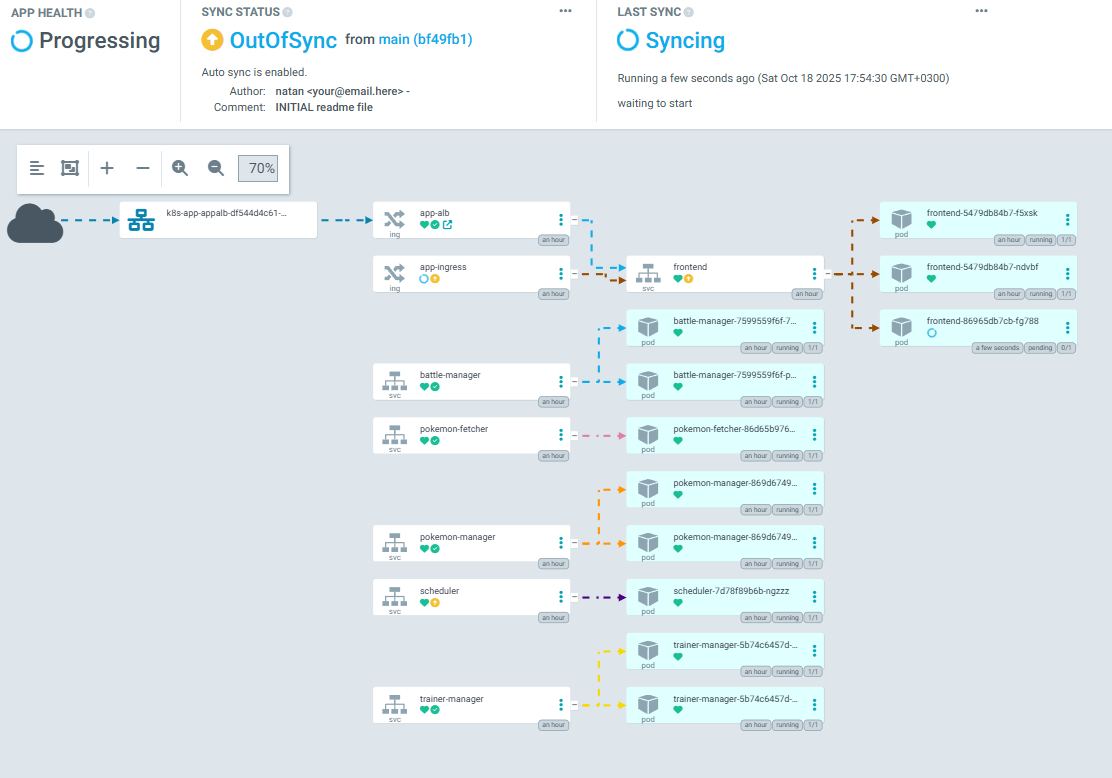 APP HEALTH
Progressing
SYNC STATUS
OutOfSync from main (bf49fb1)
Auto sync is enabled.
Author: natan <your@email.here> -
Comment: INITIAL readme file
LAST SYNC
Syncing
Running a few seconds ago (Sat Oct 18 2025 17:54:30 GMT+0300)
waiting to start
70%
k8s-app-appalb-df544d4c61-...
app-alb
ing
an hour
frontend-5479db84b7-f5xsk
pod
an hour running 1/1
app-ingress
ing
an hour
frontend
svc
an hour
frontend-5479db84b7-ndvbf
pod
an hour running 1/1
battle-manager-7599559f6f-7...
pod
an hour running 1/1
frontend-86965db7cb-fg788
pod
a few seconds pending 0/1
battle-manager
svc
an hour
battle-manager-7599559f6f-p...
pod
an hour running 1/1
pokemon-fetcher
svc
an hour
pokemon-fetcher-86d65b976...
pod
an hour running 1/1
pokemon-manager-869d6749...
pod
an hour running 1/1
pokemon-manager
svc
an hour
pokemon-manager-869d6749...
pod
an hour running 1/1
scheduler
svc
an hour
scheduler-7d78f89b6b-ngzzz
pod
an hour running 1/1
trainer-manager-5b74c6457d-...
pod
an hour running 1/1
trainer-manager
svc
an hour
trainer-manager-5b74c6457d-...
pod
an hour running 1/1